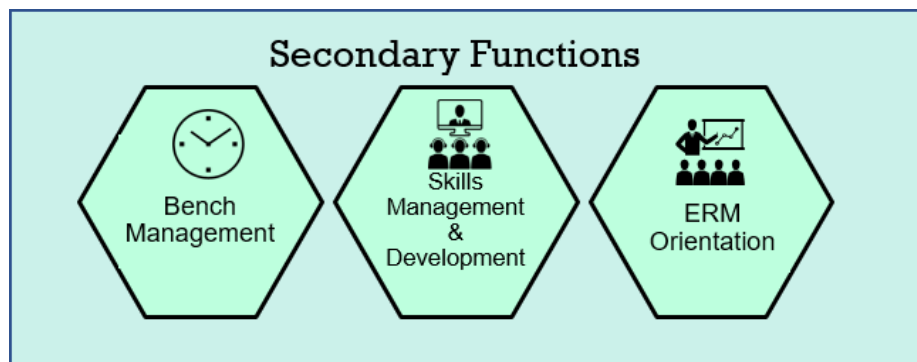 Secondary Functions
Bench
Management
Skills
Management
&
Development
ERM
Orientation